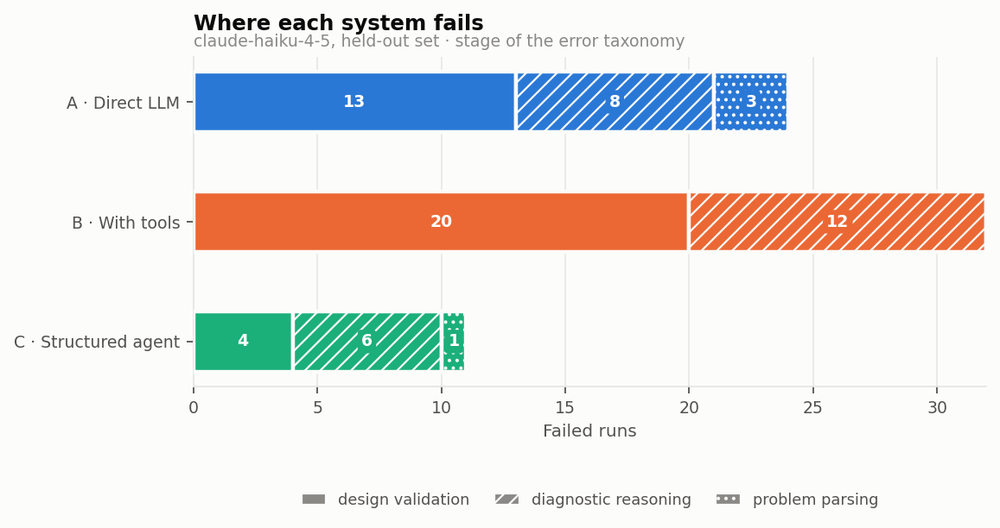 Where each system fails
claude-haiku-4-5, held-out set · stage of the error taxonomy
A · Direct LLM
13
8
3
B · With tools
20
12
C · Structured agent
4
6
1
0 5 10 15 20 25 30
Failed runs
design validation diagnostic reasoning problem parsing